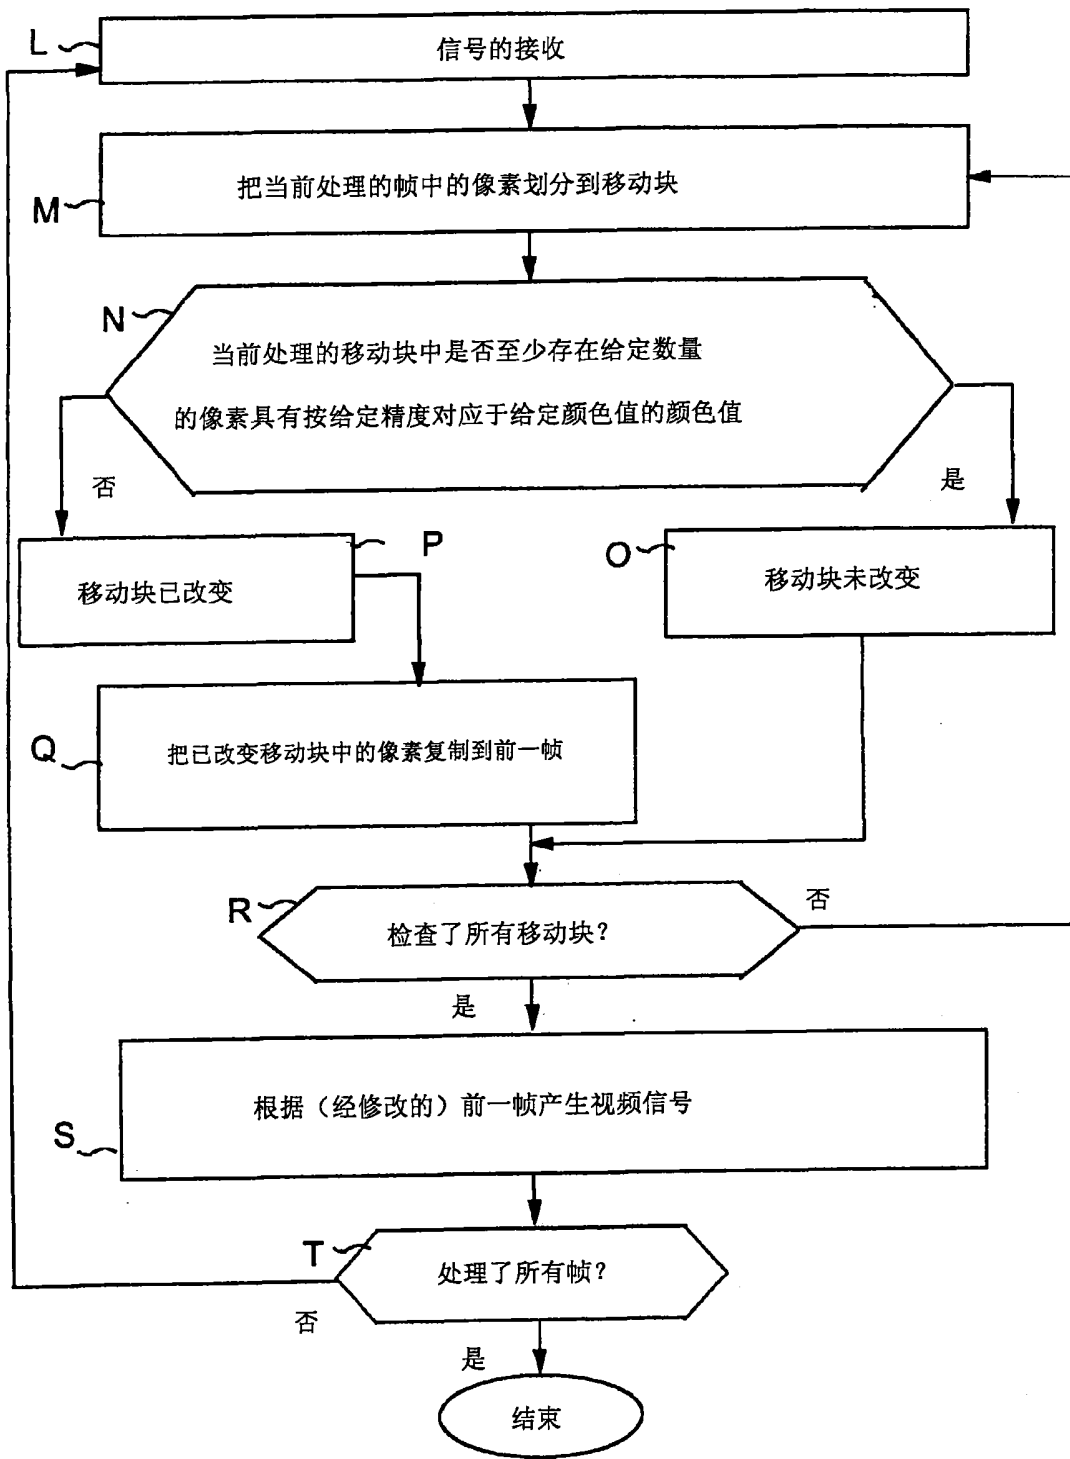 L
信号的接收
M
把当前处理的帧中的像素划分到移动块
N
当前处理的移动块中是否至少存在给定数量
的像素具有按给定精度对应于给定颜色值的颜色值
否
是
P
移动块已改变
O
移动块未改变
Q
把已改变移动块中的像素复制到前一帧
R
检查了所有移动块?
否
是
S
根据（经修改的）前一帧产生视频信号
T
处理了所有帧?
否
是
结束